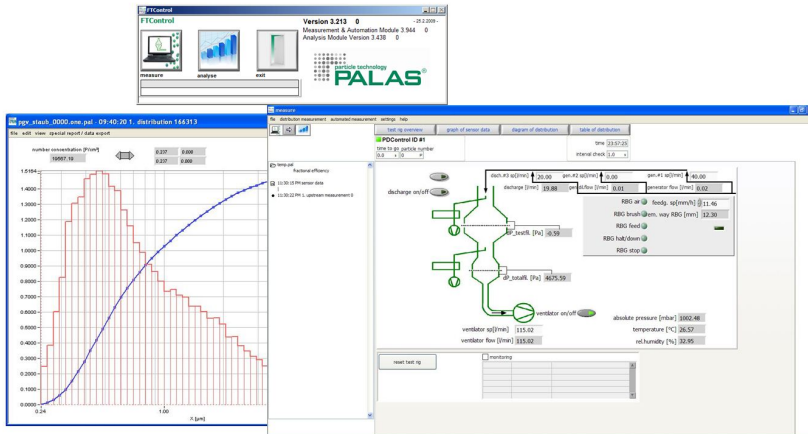 FTControl
FTControl
Version 3.213 0
- 25.2.2009 -
Measurement & Automation Module 3.944 0
Analysis Module Version 3.438 0
measure
analyse
exit
particle technology
PALAS®
pgv_staub_0000.one.pal - 09:40:20 1. distribution 166313
file edit view special report / data export
number concentration [P/cm³]
0.237 0.000
0.237 0.000
1.5154
1.4000
1.3000
1.2000
1.1000
1.0000
0.9000
0.8000
0.7000
0.6000
0.5000
0.4000
0.3000
0.2000
0.1000
0.0000
0.24
1.00
X [µm]
measure
file distribution measurement automated measurement settings help
test rig overview
graph of sensor data
diagram of distribution
table of distribution
PDControl ID #1
time to go particle number
0.0
0
time 23:57:25
interval check 1.0
temp.pal
fractional efficiency
11:30:15 PM sensor data
11:30:22 PM 1. upstream measurement 0
disch.#3 sp[l/min] 20.00
gen.#2 sp[l/min] 0.00
gen.#1 sp[l/min] 40.00
dscharge on/off
discharge [l/min] 19.88
0.01
generator flow [l/min] 0.02
RBG air
feedg. sp[mm/h] 11.46
RBG brush
rem. way RBG [mm] 12.30
RBG feed
RBG halt/down
RBG stop
dP_testfil. [Pa] -0.59
dP_totalfil. [Pa] 4675.59
ventilator on/off
ventilator sp[l/min] 115.02
ventilator flow [l/min] 115.02
absolute pressure [mbar] 1002.48
temperature [°C] 26.57
rel.humidity [%] 32.95
reset test rig
monitoring